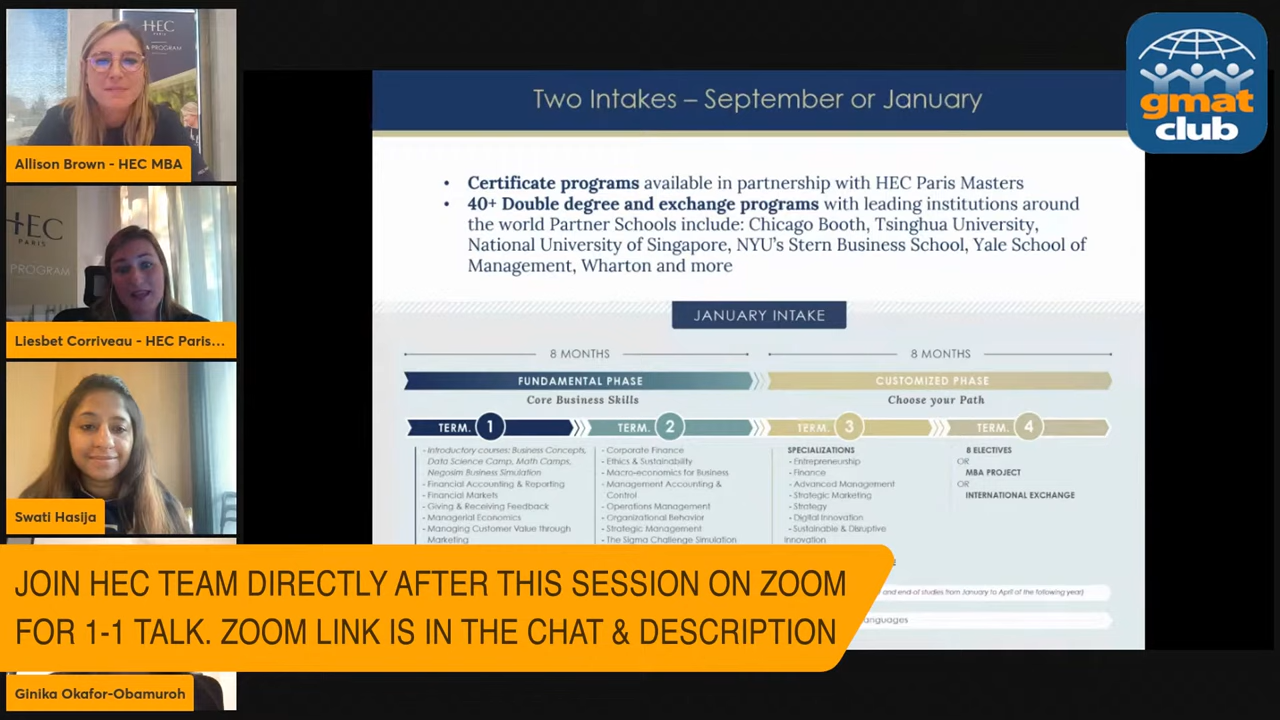 HEC
PARIS
A PROGRAM
Allison Brown - HEC MBA
HEC
PARIS
PROGRAM
Liesbet Corriveau - HEC Paris...
Swati Hasija
Ginika Okafor-Obamuroh
gmat
club
Two Intakes – September or January
• Certificate programs available in partnership with HEC Paris Masters
• 40+ Double degree and exchange programs with leading institutions around
the world Partner Schools include: Chicago Booth, Tsinghua University,
National University of Singapore, NYU's Stern Business School, Yale School of
Management, Wharton and more
JANUARY INTAKE
8 MONTHS
8 MONTHS
FUNDAMENTAL PHASE
CUSTOMIZED PHASE
Core Business Skills
Choose your Path
TERM. 1
TERM. 2
TERM. 3
TERM. 4
- Introductory courses: Business Concepts,
Data Science Camp, Math Camps,
Negosim Business Simulation
- Financial Accounting & Reporting
- Financial Markets
- Giving & Receiving Feedback
- Managerial Economics
- Managing Customer Value through
Marketing
- Corporate Finance
- Ethics & Sustainability
- Macro-economics for Business
- Management Accounting &
Control
- Operations Management
- Organizational Behavior
- Strategic Management
- The Sigma Challenge Simulation
SPECIALIZATIONS
- Entrepreneurship
- Finance
- Advanced Management
- Strategic Marketing
- Strategy
- Digital Innovation
- Sustainable & Disruptive
Innovation
8 ELECTIVES
OR
MBA PROJECT
OR
INTERNATIONAL EXCHANGE
and end of studies from January to April of the following year)
anguages
JOIN HEC TEAM DIRECTLY AFTER THIS SESSION ON ZOOM
FOR 1-1 TALK. ZOOM LINK IS IN THE CHAT & DESCRIPTION